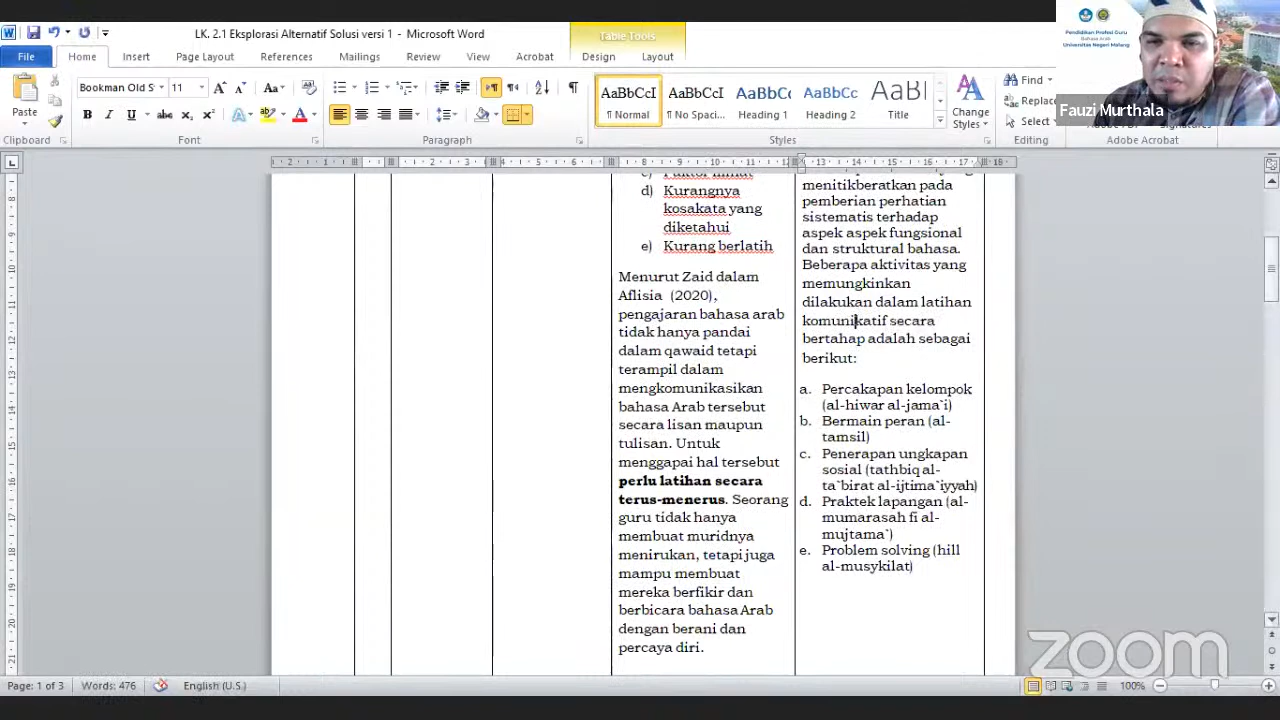 LK. 2.1 Eksplorasi Alternatif Solusi versi 1 - Microsoft Word
Table Tools
File Home Insert Page Layout References Mailings Review View Acrobat Design Layout
Paste
Bookman Old S 11
B I U abc
AaBbCcI AaBbCcI AaBbCc AaBbCc AaBl
¶ Normal ¶ No Spaci... Heading 1 Heading 2 Title
Change Styles
Find
Replace
Select
Clipboard Font Paragraph Styles Editing Adobe Acrobat
Pendidikan Profesi Guru
Bahasa Arab
Universitas Negeri Malang
Fauzi Murthala
d) Kurangnya
kosakata yang
diketahui
e) Kurang berlatih
Menurut Zaid dalam
Aflisia (2020),
pengajaran bahasa arab
tidak hanya pandai
dalam qawaid tetapi
terampil dalam
mengkomunikasikan
bahasa Arab tersebut
secara lisan maupun
tulisan. Untuk
menggapai hal tersebut
perlu latihan secara
terus-menerus. Seorang
guru tidak hanya
membuat muridnya
menirukan, tetapi juga
mampu membuat
mereka berfikir dan
berbicara bahasa Arab
dengan berani dan
percaya diri.
menitikberatkan pada
pemberian perhatian
sistematis terhadap
aspek aspek fungsional
dan struktural bahasa.
Beberapa aktivitas yang
memungkinkan
dilakukan dalam latihan
komunikatif secara
bertahap adalah sebagai
berikut:
a. Percakapan kelompok
(al-hiwar al-jama`i)
b. Bermain peran (al-
tamsil)
c. Penerapan ungkapan
sosial (tathbiq al-
ta`birat al-ijtima`iyyah)
d. Praktek lapangan (al-
mumarasah fi al-
mujtama`)
e. Problem solving (hill
al-musykilat)
zoom
Page: 1 of 3 Words: 476 English (U.S.) 100%